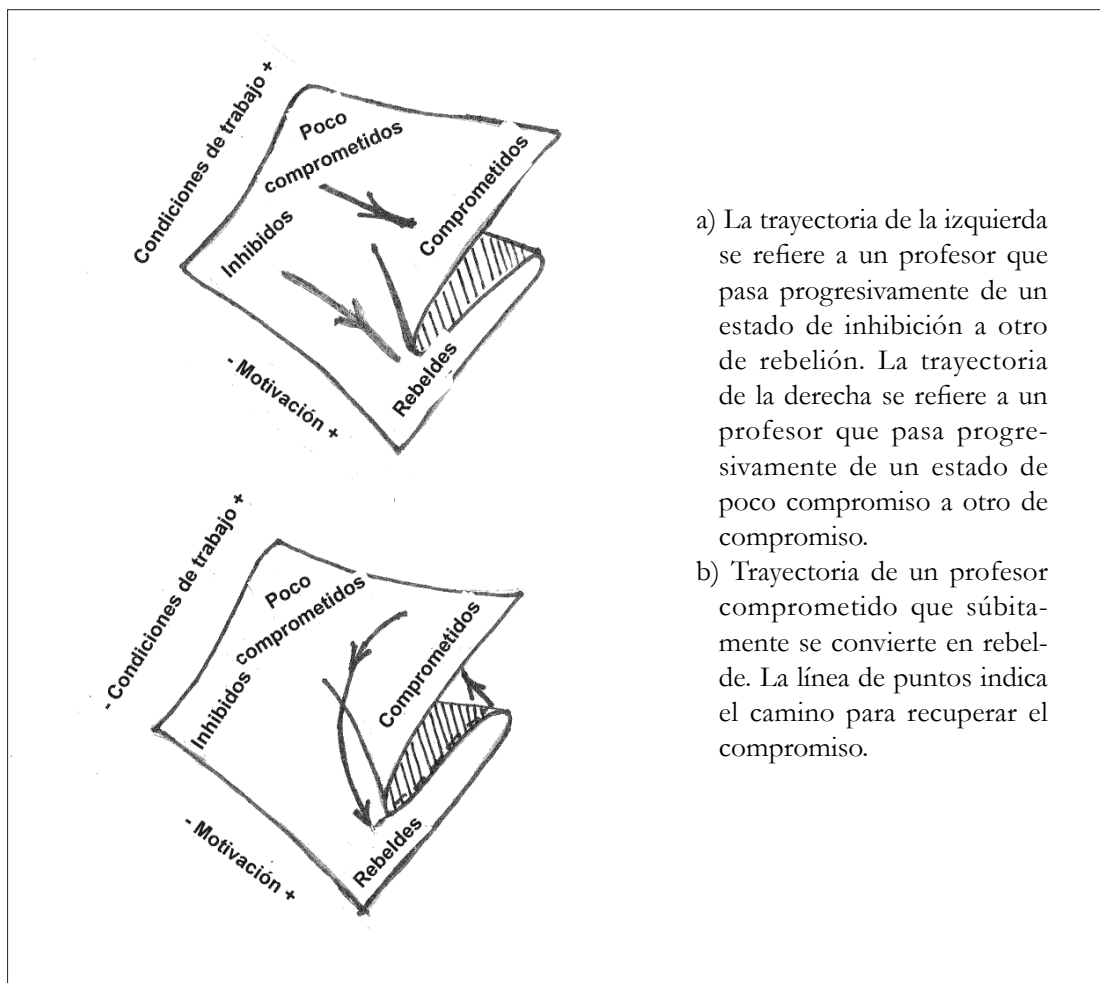 Condiciones de trabajo +
Poco
comprometidos
Comprometidos
Inhibidos
Rebeldes
- Motivación +
- Condiciones de trabajo +
Poco
comprometidos
Comprometidos
Inhibidos
Rebeldes
- Motivación +
a) La trayectoria de la izquierda
se refiere a un profesor que
pasa progresivamente de un
estado de inhibición a otro
de rebelión. La trayectoria
de la derecha se refiere a un
profesor que pasa progre-
sivamente de un estado de
poco compromiso a otro de
compromiso.
b) Trayectoria de un profesor
comprometido que súbita-
mente se convierte en rebel-
de. La línea de puntos indica
el camino para recuperar el
compromiso.